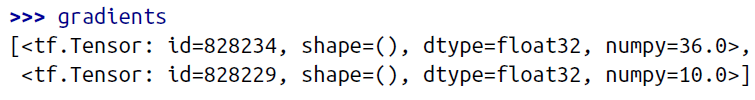 >>> gradients
[<tf.Tensor: id=828234, shape=(), dtype=float32, numpy=36.0>,
 <tf.Tensor: id=828229, shape=(), dtype=float32, numpy=10.0>]